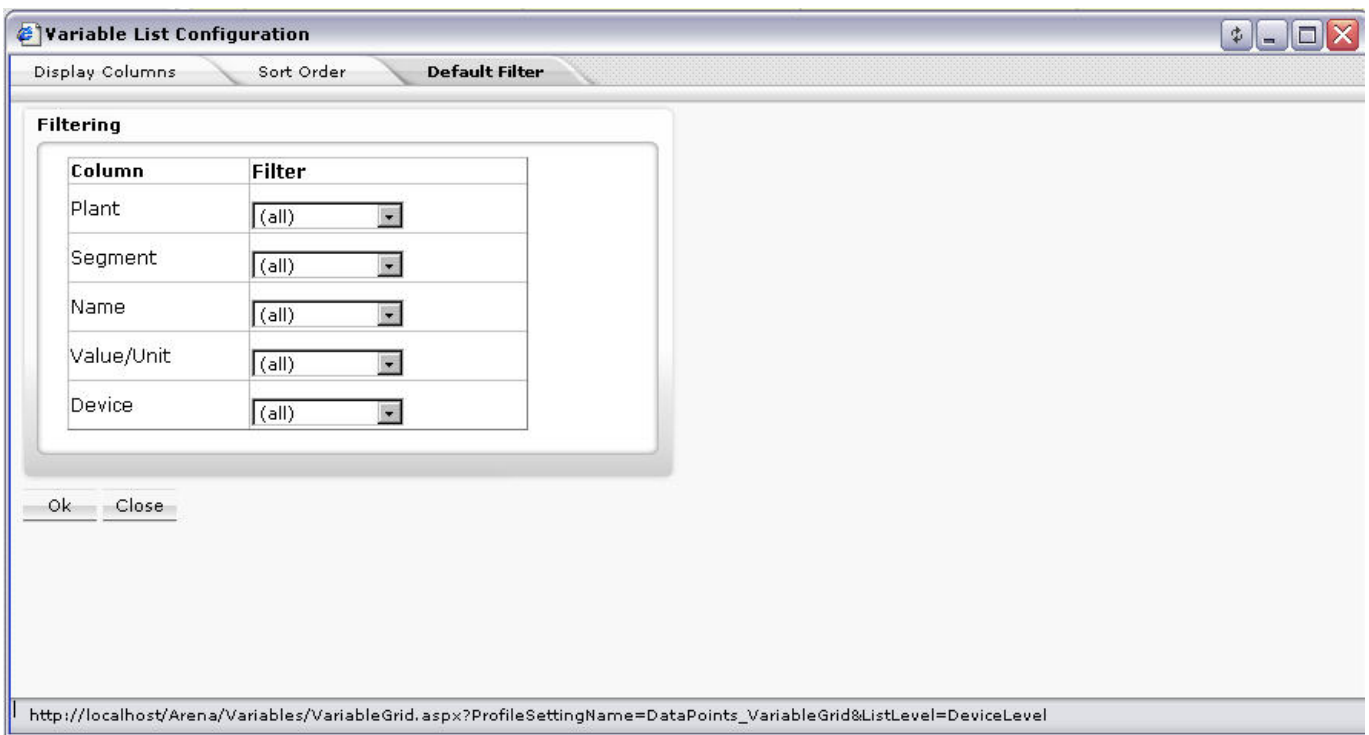 Variable List Configuration
Display Columns Sort Order Default Filter
Filtering
Column Filter
Plant (all)
Segment (all)
Name (all)
Value/Unit (all)
Device (all)
Ok Close
http://localhost/Arena/Variables/VariableGrid.aspx?ProfileSettingName=DataPoints_VariableGrid&ListLevel=DeviceLevel